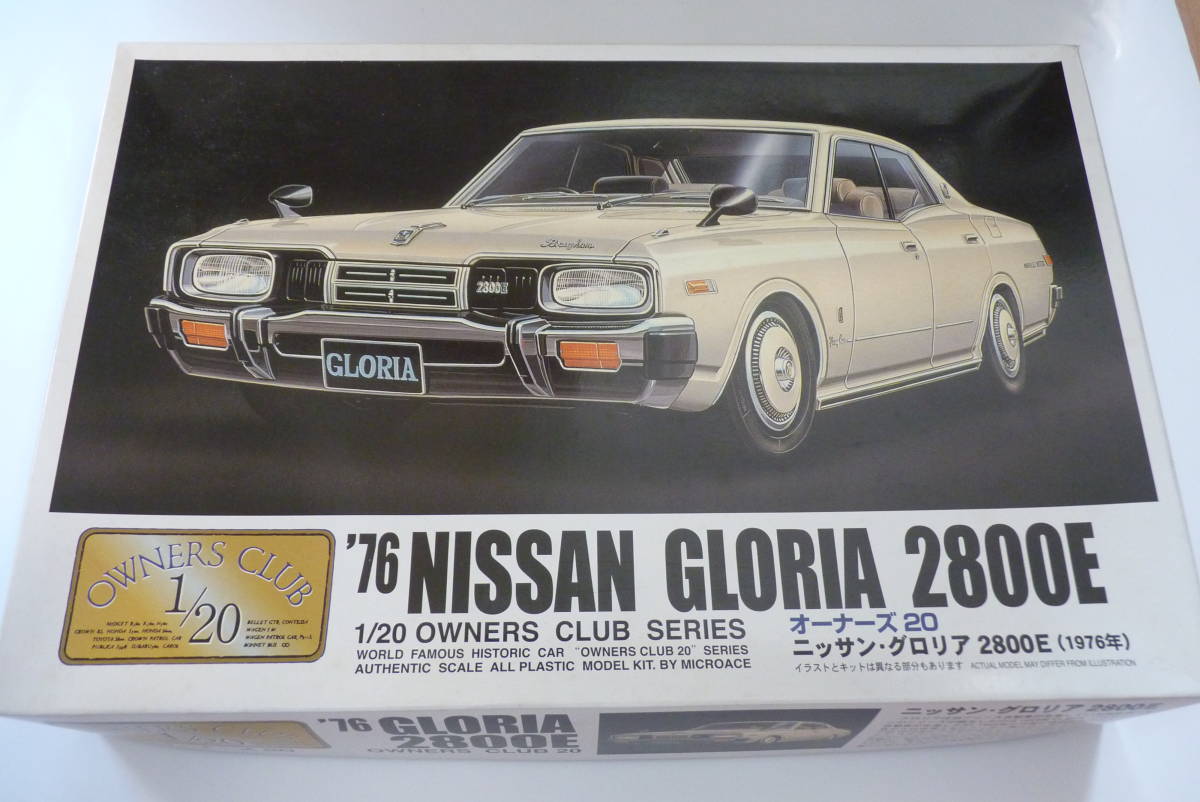 Brougham
2800E
GLORIA
OWNERS CLUB
1/20
'76 NISSAN GLORIA 2800E
1/20 OWNERS CLUB SERIES
WORLD FAMOUS HISTORIC CAR "OWNERS CLUB 20" SERIES
AUTHENTIC SCALE ALL PLASTIC MODEL KIT. BY MICROACE
オーナーズ20
ニッサン・グロリア 2800E (1976年)
イラストとキットは異なる部分もあります ACTUAL MODEL MAY DIFFER FROM ILLUSTRATION
'76 GLORIA
2800E
OWNERS CLUB 20
ニッサン・グロリア 2800E